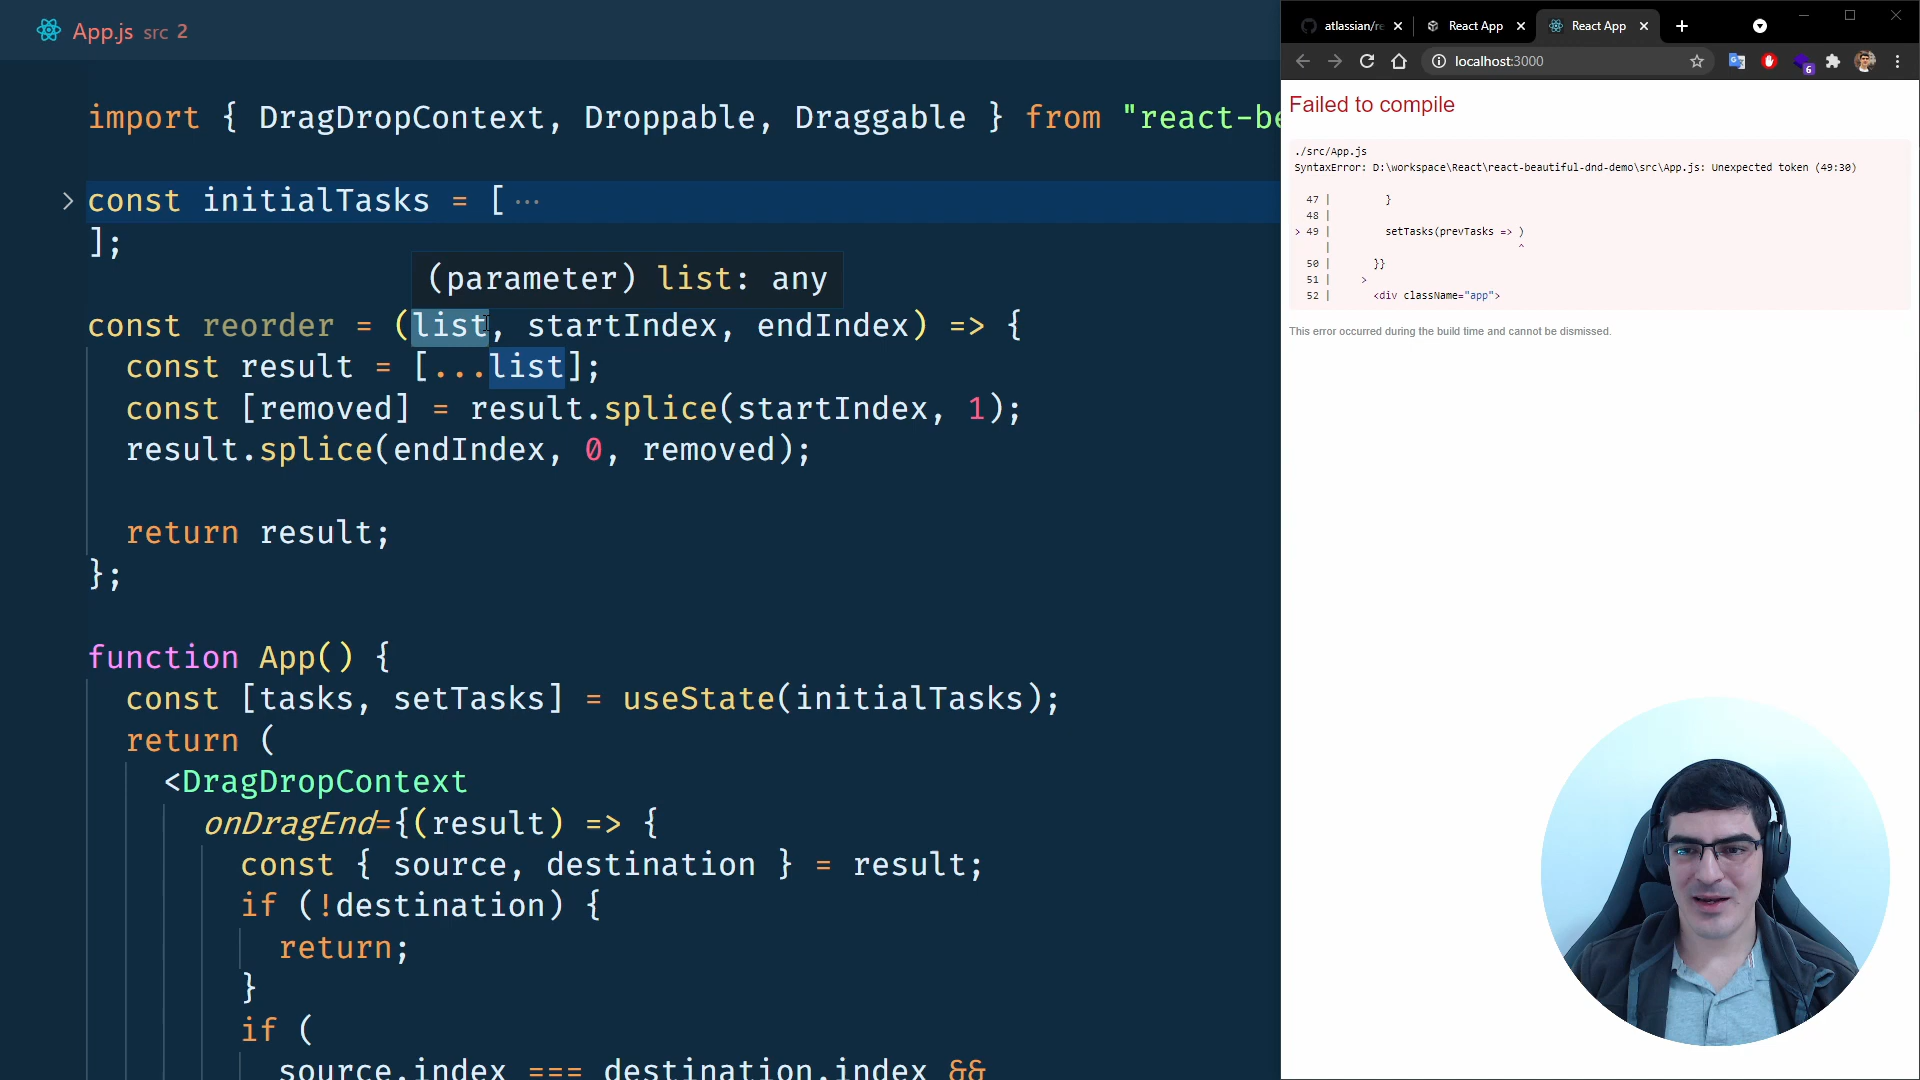 App.js src 2
import { DragDropContext, Droppable, Draggable } from "react-be
const initialTasks = [ ···
];
(parameter) list: any
const reorder = (list, startIndex, endIndex) => {
const result = [...list];
const [removed] = result.splice(startIndex, 1);
result.splice(endIndex, 0, removed);
return result;
};
function App() {
const [tasks, setTasks] = useState(initialTasks);
return (
<DragDropContext
onDragEnd={(result) => {
const { source, destination } = result;
if (!destination) {
return;
}
if (
source.index === destination.index &&
atlassian/re
React App
React App
localhost:3000
6
Failed to compile
./src/App.js
SyntaxError: D:\workspace\React\react-beautiful-dnd-demo\src\App.js: Unexpected token (49:30)
47 | }
48 |
> 49 | setTasks(prevTasks => )
| ^
50 | }}
51 | >
52 | <div className="app">
This error occurred during the build time and cannot be dismissed.